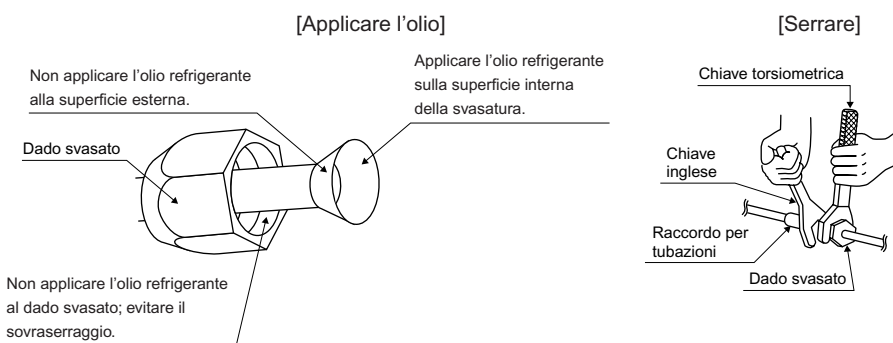 [Applicare l'olio]
Non applicare l'olio refrigerante
alla superficie esterna.
Applicare l'olio refrigerante
sulla superficie interna
della svasatura.
Dado svasato
Non applicare l'olio refrigerante
al dado svasato; evitare il
sovraserraggio.
[Serrare]
Chiave torsiometrica
Chiave
inglese
Raccordo per
tubazioni
Dado svasato